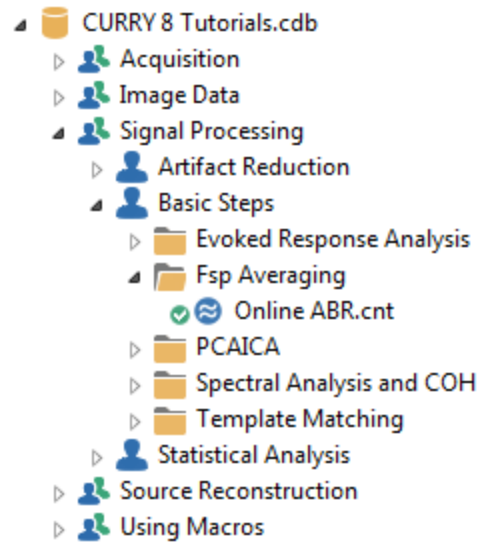 CURRY 8 Tutorials.cdb
Acquisition
Image Data
Signal Processing
Artifact Reduction
Basic Steps
Evoked Response Analysis
Fsp Averaging
Online ABR.cnt
PCAICA
Spectral Analysis and COH
Template Matching
Statistical Analysis
Source Reconstruction
Using Macros